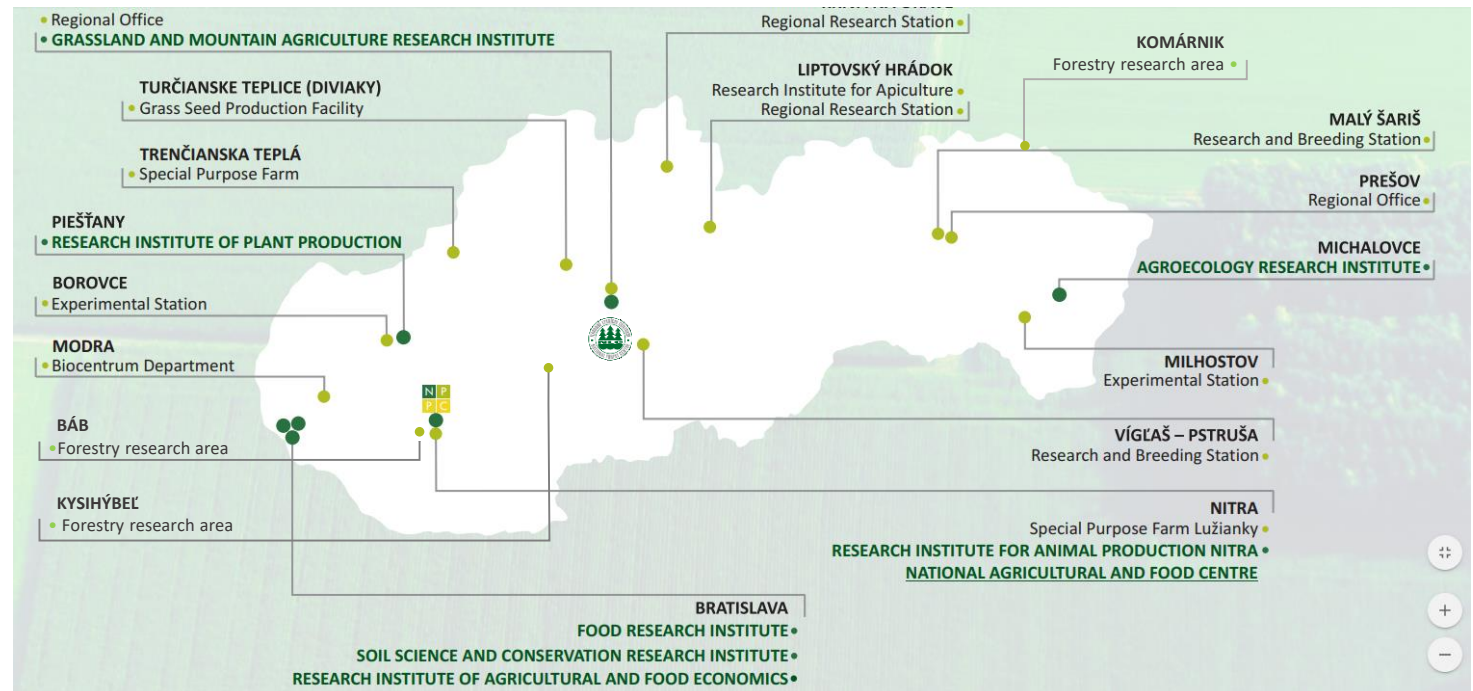 • Regional Office
• GRASSLAND AND MOUNTAIN AGRICULTURE RESEARCH INSTITUTE
TURČIANSKE TEPLICE (DIVIAKY)
• Grass Seed Production Facility
TRENČIANSKA TEPLÁ
• Special Purpose Farm
PIEŠŤANY
• RESEARCH INSTITUTE OF PLANT PRODUCTION
BOROVCE
• Experimental Station
MODRA
• Biocentrum Department
BÁB
• Forestry research area
KYSIHÝBEĽ
• Forestry research area
Regional Research Station •
LIPTOVSKÝ HRÁDOK
Research Institute for Apiculture •
Regional Research Station •
KOMÁRNIK
Forestry research area •
MALÝ ŠARIŠ
Research and Breeding Station •
PREŠOV
Regional Office •
MICHALOVCE
AGROECOLOGY RESEARCH INSTITUTE •
MILHOSTOV
Experimental Station •
VÍGĽAŠ – PSTRUŠA
Research and Breeding Station •
NITRA
Special Purpose Farm Lužianky •
RESEARCH INSTITUTE FOR ANIMAL PRODUCTION NITRA •
NATIONAL AGRICULTURAL AND FOOD CENTRE
BRATISLAVA
FOOD RESEARCH INSTITUTE •
SOIL SCIENCE AND CONSERVATION RESEARCH INSTITUTE •
RESEARCH INSTITUTE OF AGRICULTURAL AND FOOD ECONOMICS •
N P
P C